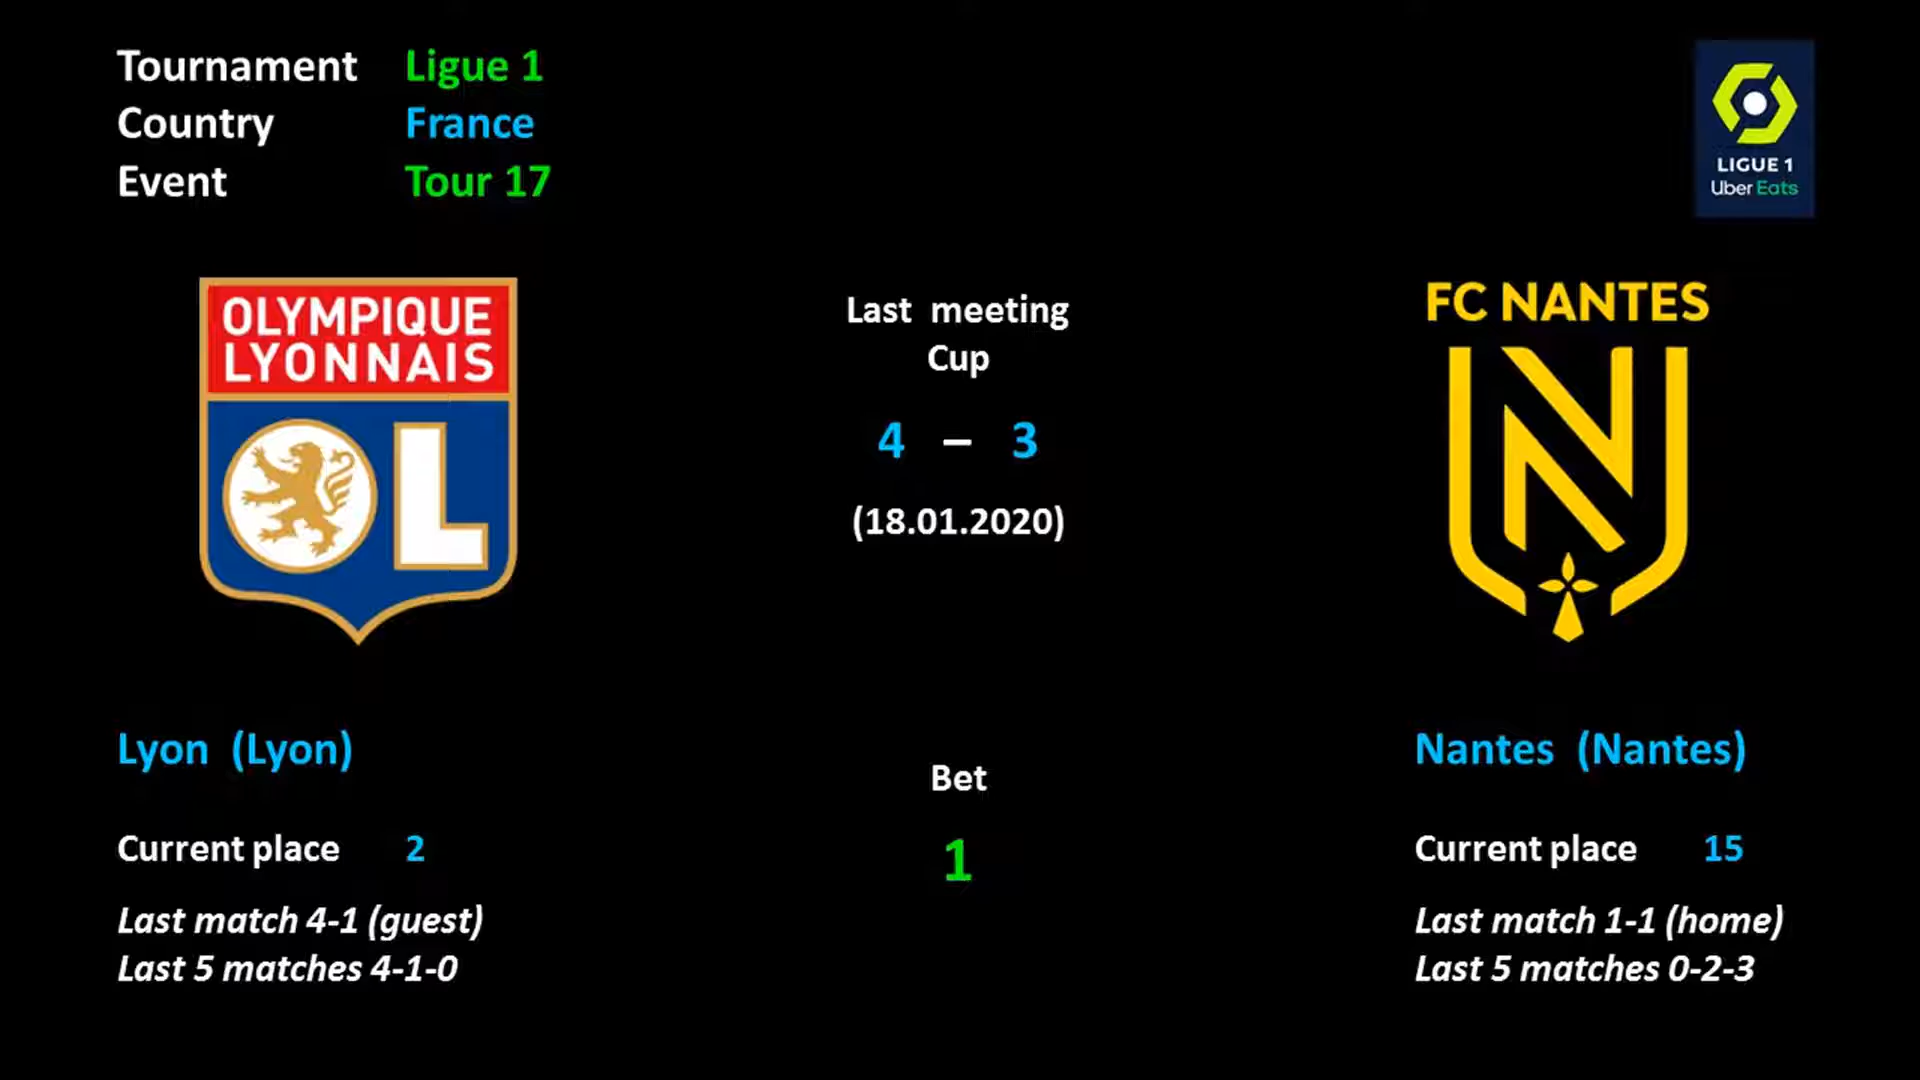 Tournament Ligue 1
Country France
Event Tour 17
LIGUE 1
Uber Eats
OLYMPIQUE
LYONNAIS
OL
Last meeting
Cup
4 – 3
(18.01.2020)
FC NANTES
N
Lyon (Lyon)
Current place 2
Last match 4-1 (guest)
Last 5 matches 4-1-0
Bet
1
Nantes (Nantes)
Current place 15
Last match 1-1 (home)
Last 5 matches 0-2-3